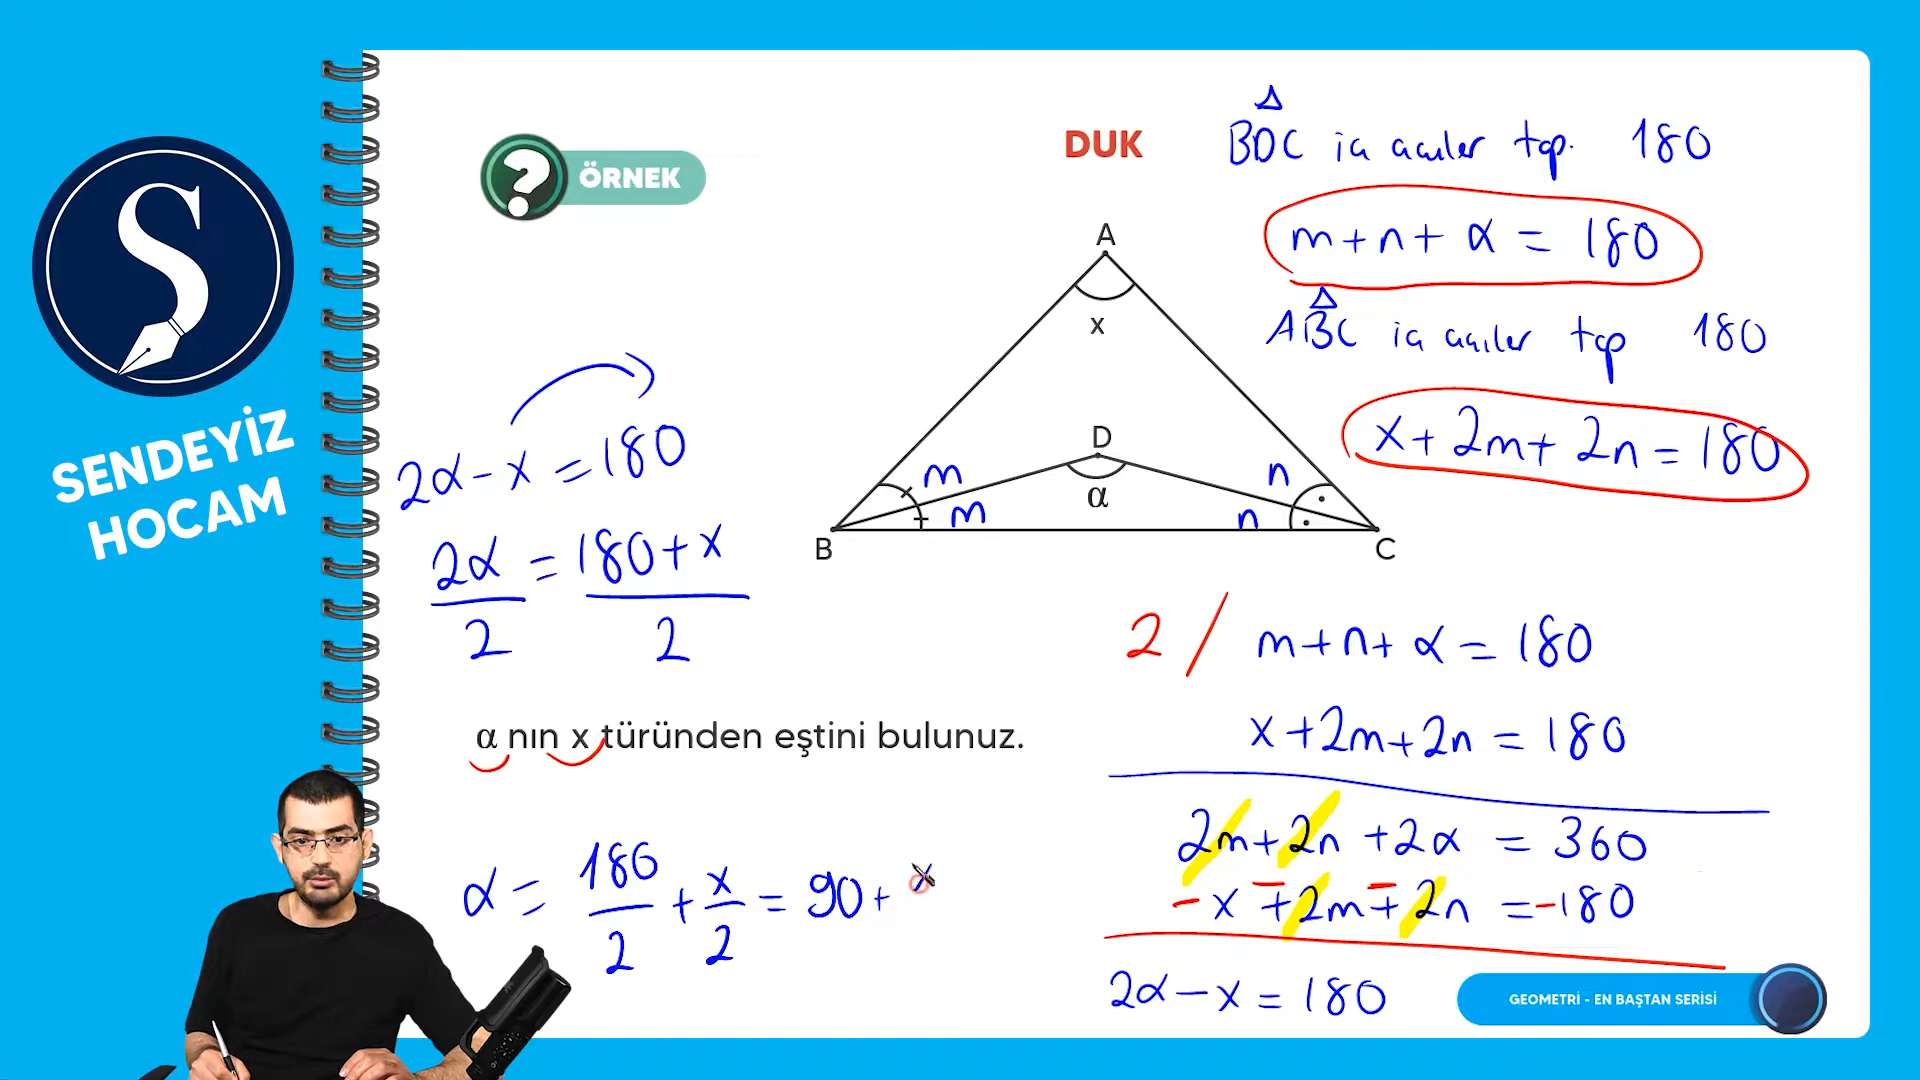 S
SENDEYİZ
HOCAM
?
ÖRNEK
DUK
BDC iç açılar top. 180
m+n+α = 180
ABC iç açılar top 180
x+2m+2n=180
A
x
D
α
m
m
n
n
B
C
2α-x=180
2α = 180+x
2 2
αnın x türünden eştini bulunuz.
α = 180 + x = 90 + x
2 2
2 / m+n+α=180
x+2m+2n=180
2m+2n+2α = 360
-x-2m-2n = -180
2α-x=180
GEOMETRİ - EN BAŞTAN SERİSİ